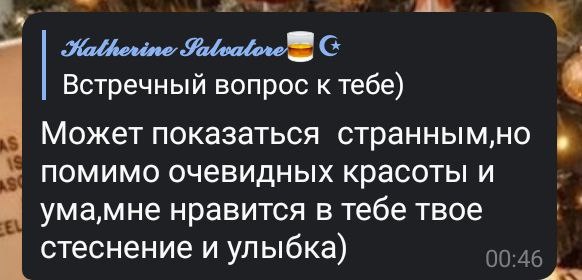 Katherine Salvatore🥃☪
Встречный вопрос к тебе)
Может показаться  странным,но
помимо очевидных красоты и
ума,мне нравится в тебе твое
стеснение и улыбка)
00:46